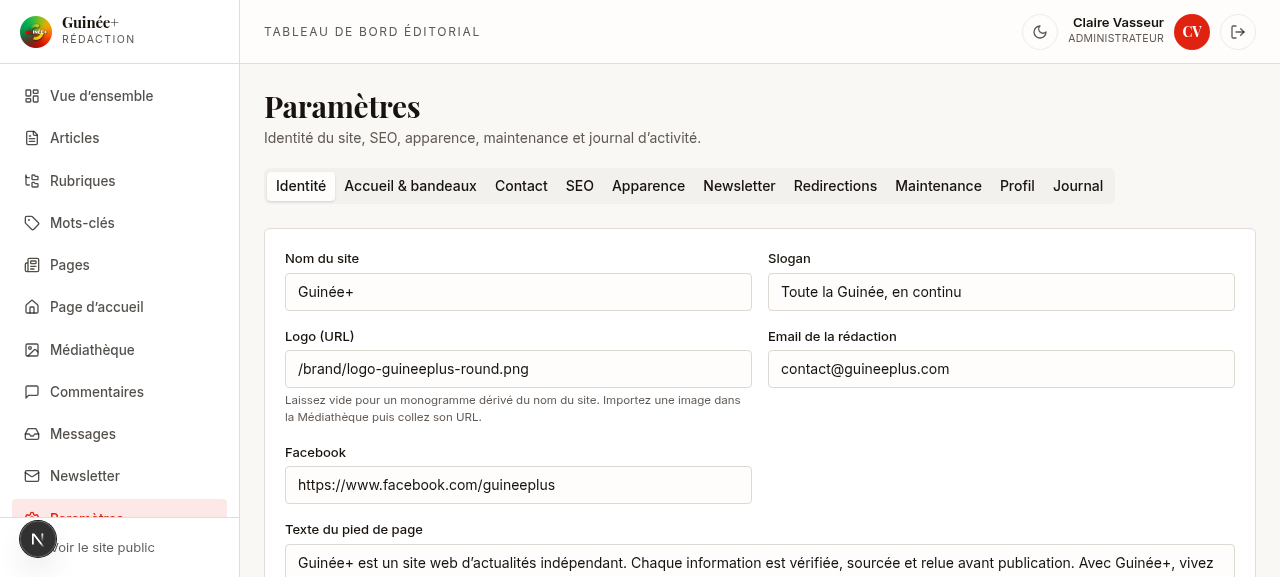 Guinée+
RÉDACTION
TABLEAU DE BORD ÉDITORIAL
Claire Vasseur
ADMINISTRATEUR
CV
Vue d’ensemble
Articles
Rubriques
Mots-clés
Pages
Page d’accueil
Médiathèque
Commentaires
Messages
Newsletter
Paramètres
Voir le site public
Paramètres
Identité du site, SEO, apparence, maintenance et journal d’activité.
Identité Accueil & bandeaux Contact SEO Apparence Newsletter Redirections Maintenance Profil Journal
Nom du site
Guinée+
Slogan
Toute la Guinée, en continu
Logo (URL)
/brand/logo-guineeplus-round.png
Laissez vide pour un monogramme dérivé du nom du site. Importez une image dans
la Médiathèque puis collez son URL.
Email de la rédaction
contact@guineeplus.com
Facebook
https://www.facebook.com/guineeplus
Texte du pied de page
Guinée+ est un site web d’actualités indépendant. Chaque information est vérifiée, sourcée et relue avant publication. Avec Guinée+, vivez